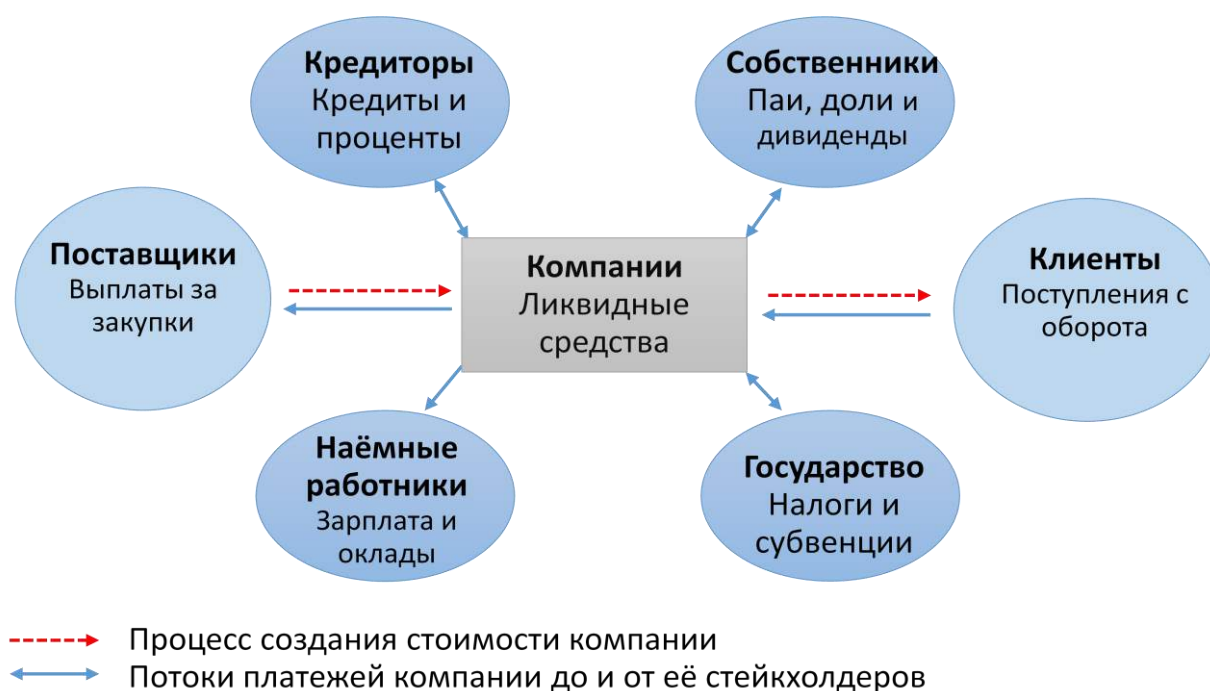 Кредиторы
Кредиты и
проценты
Собственники
Паи, доли и
дивиденды
Поставщики
Выплаты за
закупки
Компании
Ликвидные
средства
Клиенты
Поступления с
оборота
Наёмные
работники
Зарплата и
оклады
Государство
Налоги и
субвенции
Процесс создания стоимости компании
Потоки платежей компании до и от её стейкхолдеров